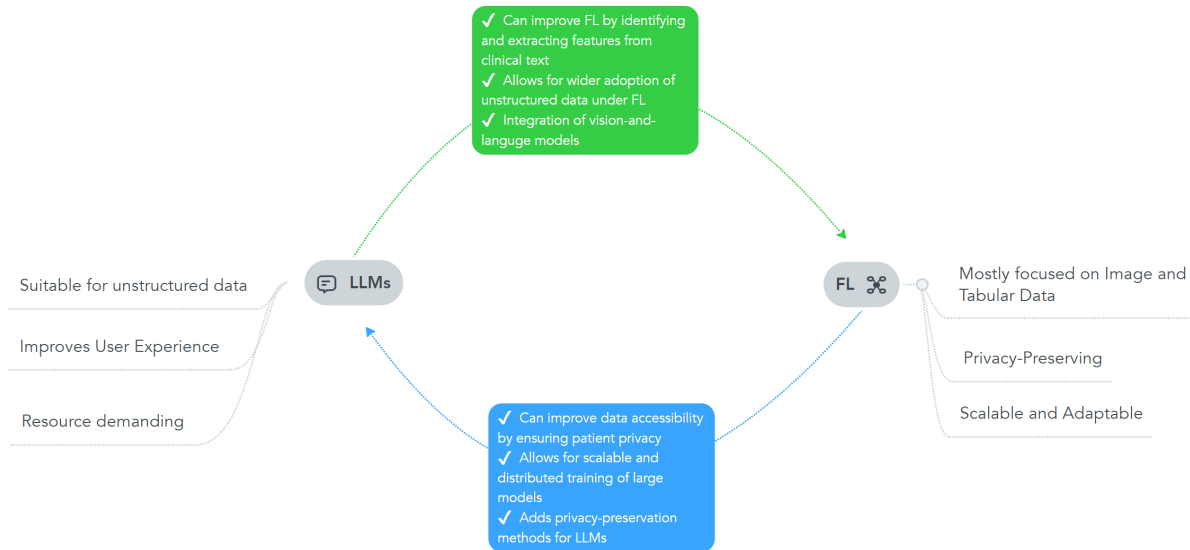 ✓ Can improve FL by identifying
and extracting features from
clinical text
✓ Allows for wider adoption of
unstructured data under FL
✓ Integration of vision-and-
languge models
LLMs
Suitable for unstructured data
Improves User Experience
Resource demanding
FL
Mostly focused on Image and
Tabular Data
Privacy-Preserving
Scalable and Adaptable
✓ Can improve data accessibility
by ensuring patient privacy
✓ Allows for scalable and
distributed training of large
models
✓ Adds privacy-preservation
methods for LLMs